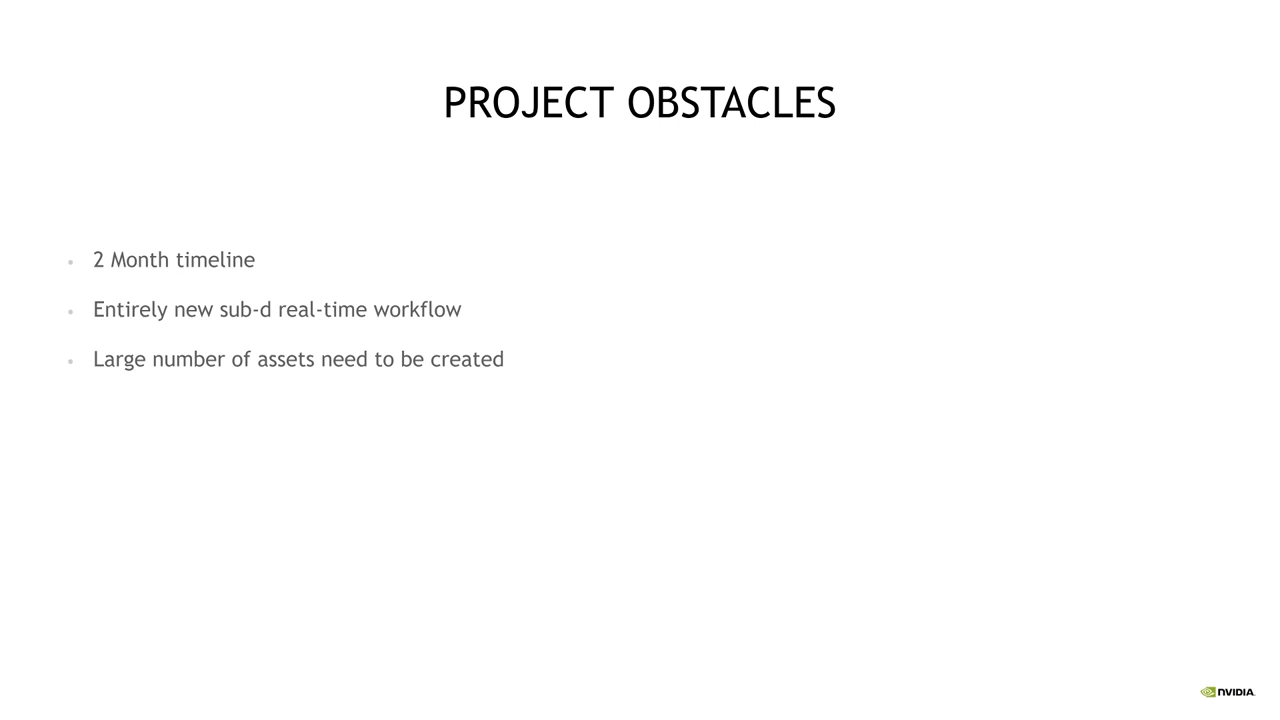 PROJECT OBSTACLES
2 Month timeline
Entirely new sub-d real-time workflow
Large number of assets need to be created
NVIDIA.